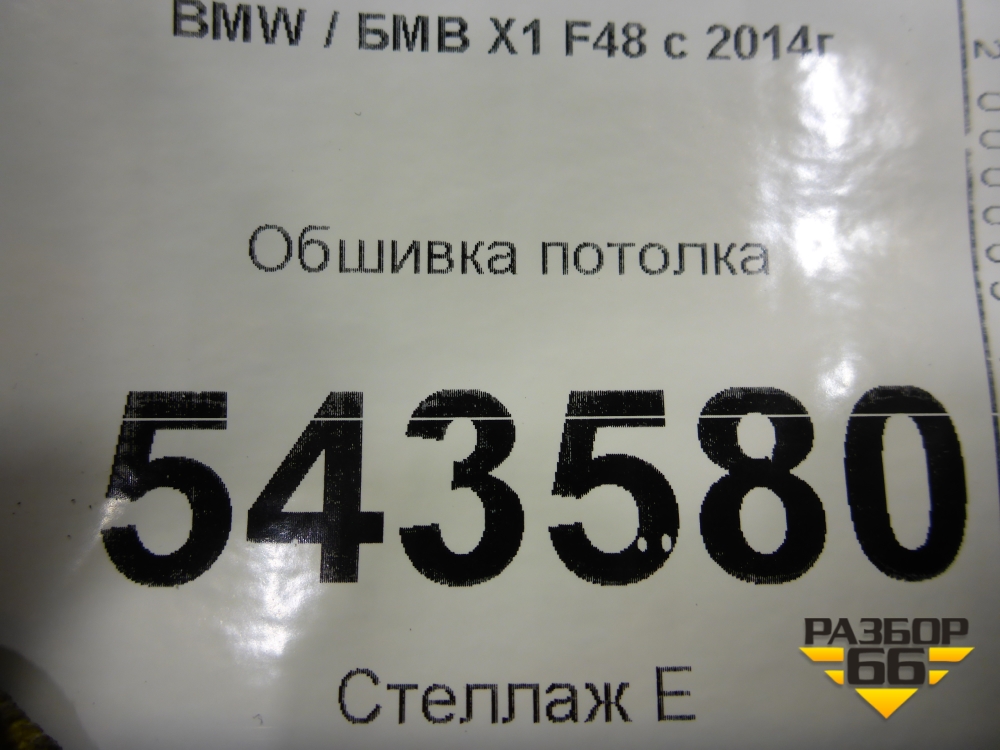 BMW / БМВ X1 F48 с 2014г
Обшивка потолка
543580
Стеллаж Е
РАЗБОР
66